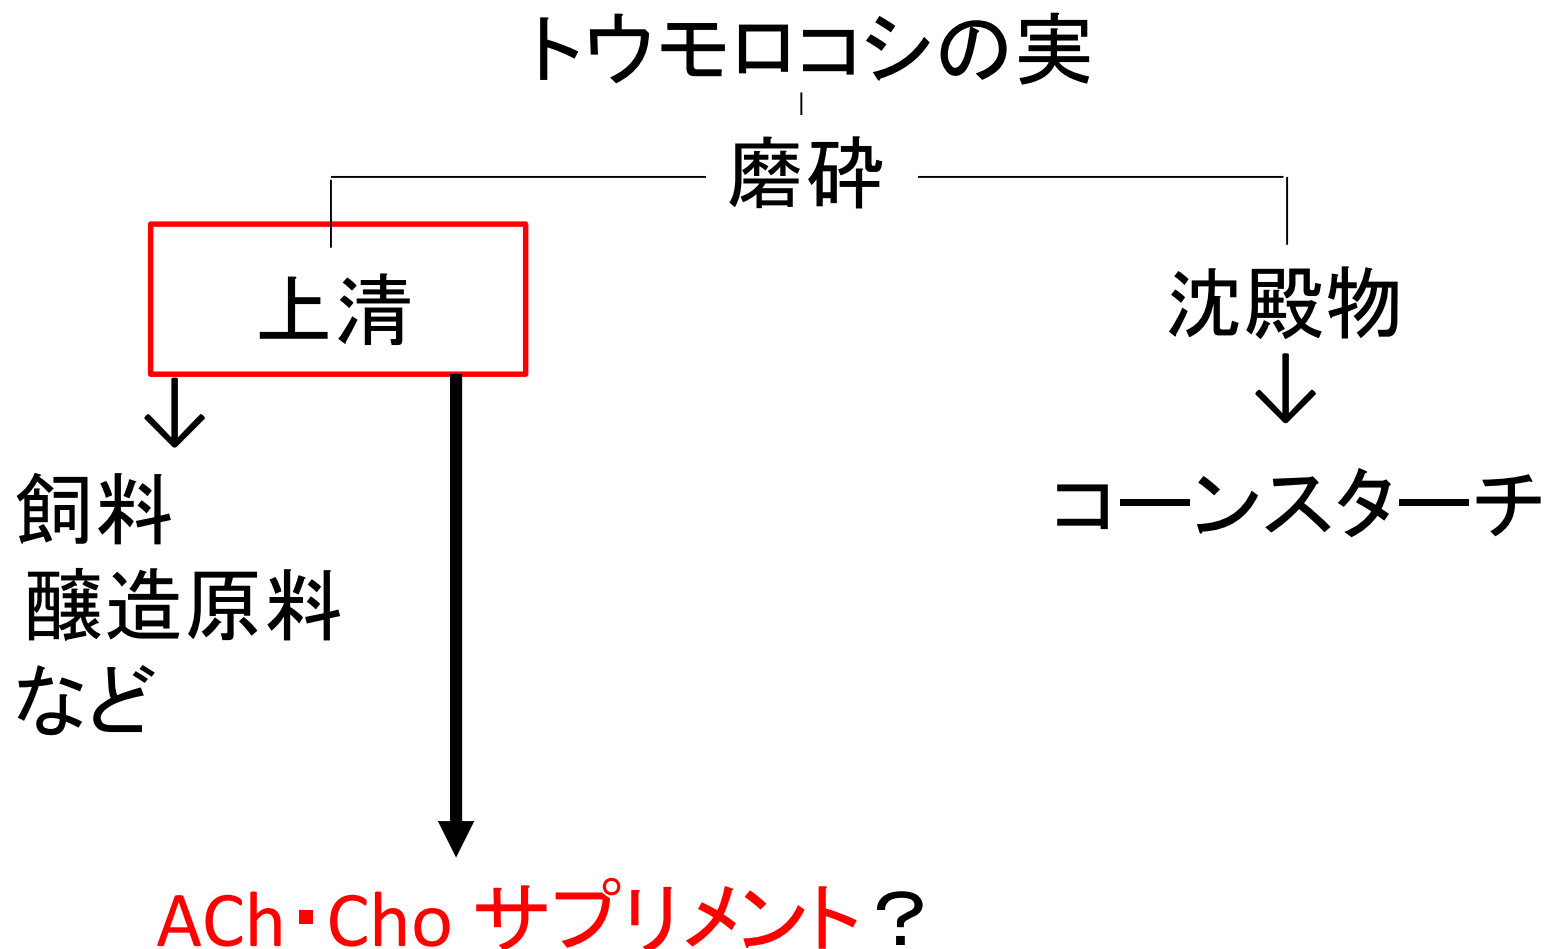 トウモロコシの実
磨砕
上清
沈殿物
飼料
醸造原料
など
コーンスターチ
ACh・Cho サプリメント？